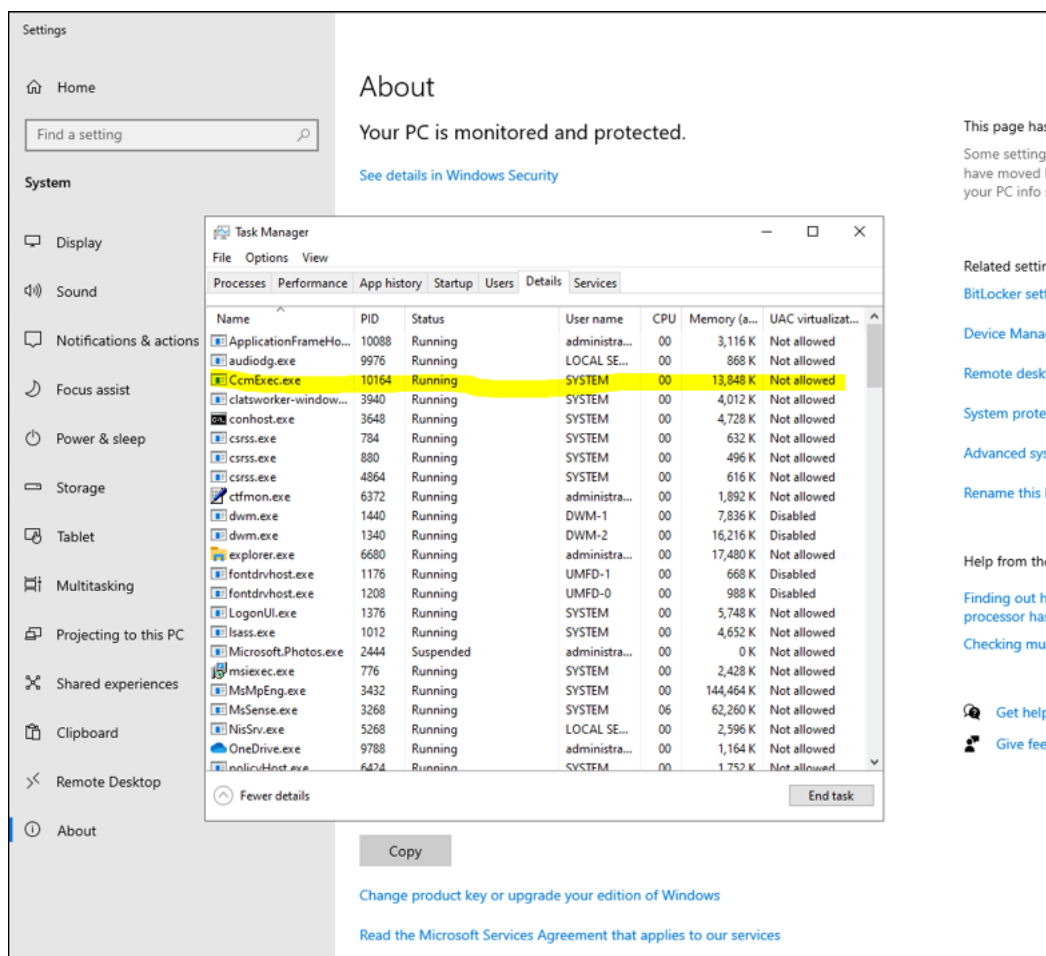 Settings
Home
Find a setting
System
Display
Sound
Notifications & actions
Focus assist
Power & sleep
Storage
Tablet
Multitasking
Projecting to this PC
Shared experiences
Clipboard
Remote Desktop
About
About
Your PC is monitored and protected.
See details in Windows Security
Task Manager
File Options View
Processes Performance App history Startup Users Details Services
Name PID Status User name CPU Memory (a... UAC virtualizat...
ApplicationFrameHo... 10088 Running administra... 00 3,116 K Not allowed
audiodg.exe 9976 Running LOCAL SE... 00 868 K Not allowed
CcmExec.exe 10164 Running SYSTEM 00 13,848 K Not allowed
clatsworker-window... 3940 Running SYSTEM 00 4,012 K Not allowed
conhost.exe 3648 Running SYSTEM 00 4,728 K Not allowed
csrss.exe 784 Running SYSTEM 00 632 K Not allowed
csrss.exe 880 Running SYSTEM 00 496 K Not allowed
csrss.exe 4864 Running SYSTEM 00 616 K Not allowed
ctfmon.exe 6372 Running administra... 00 1,892 K Not allowed
dwm.exe 1440 Running DWM-1 00 7,836 K Disabled
dwm.exe 1340 Running DWM-2 00 16,216 K Disabled
explorer.exe 6680 Running administra... 00 17,480 K Not allowed
fontdrvhost.exe 1176 Running UMFD-1 00 668 K Disabled
fontdrvhost.exe 1208 Running UMFD-0 00 988 K Disabled
LogonUI.exe 1376 Running SYSTEM 00 5,748 K Not allowed
lsass.exe 1012 Running SYSTEM 00 4,652 K Not allowed
Microsoft.Photos.exe 2444 Suspended administra... 00 0 K Not allowed
msiexec.exe 776 Running SYSTEM 00 2,428 K Not allowed
MsMpEng.exe 3432 Running SYSTEM 00 144,464 K Not allowed
MsSense.exe 3268 Running SYSTEM 06 62,260 K Not allowed
NisSrv.exe 5268 Running LOCAL SE... 00 2,596 K Not allowed
OneDrive.exe 9788 Running administra... 00 1,164 K Not allowed
policyHost.exe 6424 Running SYSTEM 00 1,752 K Not allowed
Fewer details
End task
Copy
Change product key or upgrade your edition of Windows
Read the Microsoft Services Agreement that applies to our services
This page has
Some setting
have moved
your PC info
Related settin
BitLocker sett
Device Mana
Remote desk
System prote
Advanced sys
Rename this
Help from the
Finding out h
processor has
Checking mu
Get help
Give fee